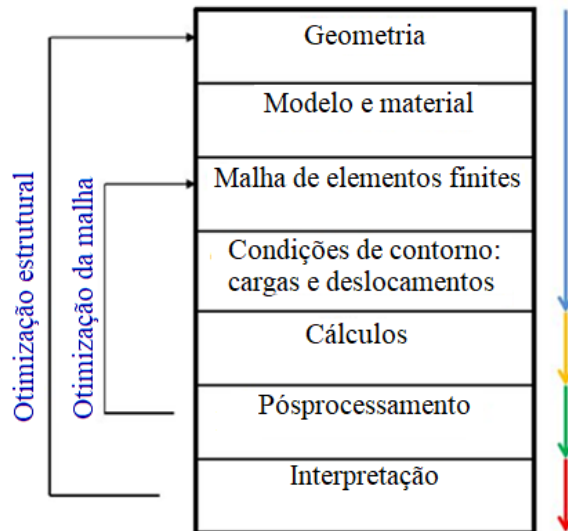 Geometria
Modelo e material
Malha de elementos finites
Condições de contorno:
cargas e deslocamentos
Cálculos
Pósprocessamento
Interpretação
Otimização estrutural
Otimização da malha